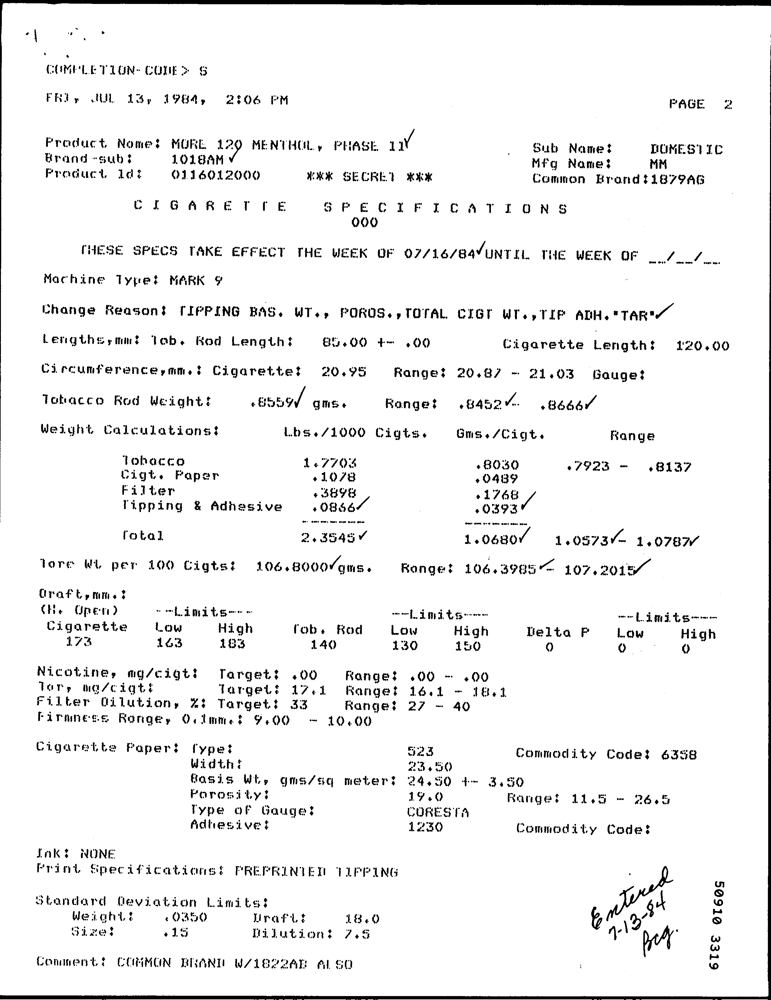 COMPLETION-CODE> S
FRI, JUL 13, 1984, 2:06 PM
PAGE 2
Product Name: MORE 120 MENTHOL, PHASE 11✓ Sub Name: DOMESTIC
Brand-sub: 1018AM ✓ Mfg Name: MM
Product Id: 0116012000 *** SECRET *** Common Brand:1879AG
C I G A R E T T E S P E C I F I C A T I O N S
000
THESE SPECS TAKE EFFECT THE WEEK OF 07/16/84✓UNTIL THE WEEK OF __/__/__
Machine Type: MARK 9
Change Reason: TIPPING BAS. WT., POROS.,TOTAL CIGT WT.,TIP ADH."TAR"✓
Lengths,mm: Tob. Rod Length: 85.00 +- .00 Cigarette Length: 120.00
Circumference,mm.: Cigarette: 20.95 Range: 20.87 - 21.03 Gauge:
Tobacco Rod Weight: .8559✓ gms. Range: .8452✓- .8666✓
Weight Calculations: Lbs./1000 Cigts. Gms./Cigt. Range
Tobacco 1.7703 .8030 .7923 - .8137
Cigt. Paper .1078 .0489
Filter .3898 .1768
Tipping & Adhesive .0866✓ .0393✓
-------- --------
Total 2.3545✓ 1.0680✓ 1.0573✓- 1.0787✓
Tare Wt per 100 Cigts: 106.8000✓gms. Range: 106.3985✓- 107.2015✓
Draft,mm.:
(H. Open) --Limits--- --Limits--- --Limits---
Cigarette Low High Tob. Rod Low High Delta P Low High
173 163 183 140 130 150 0 0 0
Nicotine, mg/cigt: Target: .00 Range: .00 - .00
Tar, mg/cigt: Target: 17.1 Range: 16.1 - 18.1
Filter Dilution, %: Target: 33 Range: 27 - 40
Firmness Range, 0.1mm.: 9.00 - 10.00
Cigarette Paper: Type: 523 Commodity Code: 6358
Width: 23.50
Basis Wt, gms/sq meter: 24.50 +- 3.50
Porosity: 19.0 Range: 11.5 - 26.5
Type of Gauge: CORESTA
Adhesive: 1230 Commodity Code:
Ink: NONE
Print Specifications: PREPRINTED TIPPING
Standard Deviation Limits:
Weight: .0350 Draft: 18.0
Size: .15 Dilution: 7.5
Comment: COMMON BRAND W/1822AB ALSO
Entered
7-13-84
50910 3319